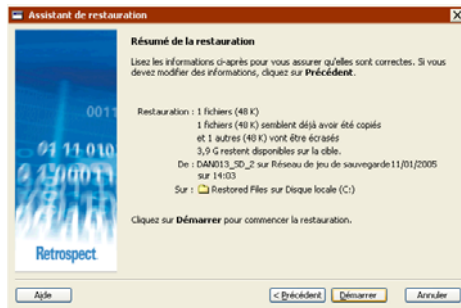 Assistant de restauration
Résumé de la restauration
Lisez les informations ci-après pour vous assurer qu'elles sont correctes. Si vous
devez modifier des informations, cliquez sur Précédent.
Restauration : 1 fichiers (48 K)
1 fichiers (48 K) semblent déjà avoir été copiés
et 1 autres (48 K) vont être écrasés
3,9 G restent disponibles sur la cible.
De : DAN013_SD_2 sur Réseau de jeu de sauvegarde 11/01/2005
sur 14:03
Sur : Restored Files sur Disque locale (C:)
Cliquez sur Démarrer pour commencer la restauration.
Retrospect
Aide
< Précédent
Démarrer
Annuler